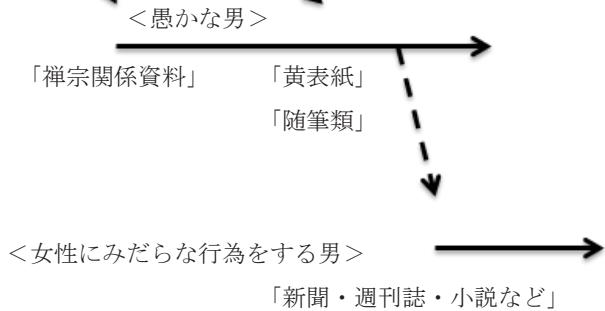 ＜愚かな男＞
「禅宗関係資料」 「黄表紙」
「随筆類」
＜女性にみだらな行為をする男＞
「新聞・週刊誌・小説など」